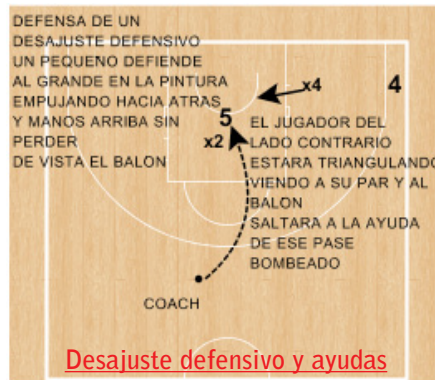 DEFENSA DE UN
DESAJUSTE DEFENSIVO
UN PEQUENO DEFIENDE
AL GRANDE EN LA PINTURA
EMPUJANDO HACIA ATRAS
Y MANOS ARRIBA SIN
PERDER
DE VISTA EL BALON
x4
4
5
x2
EL JUGADOR DEL
LADO CONTRARIO
ESTARA TRIANGULANDO
VIENDO A SU PAR Y AL
BALON
SALTARA A LA AYUDA
DE ESE PASE
BOMBEADO
COACH
Desajuste defensivo y ayudas